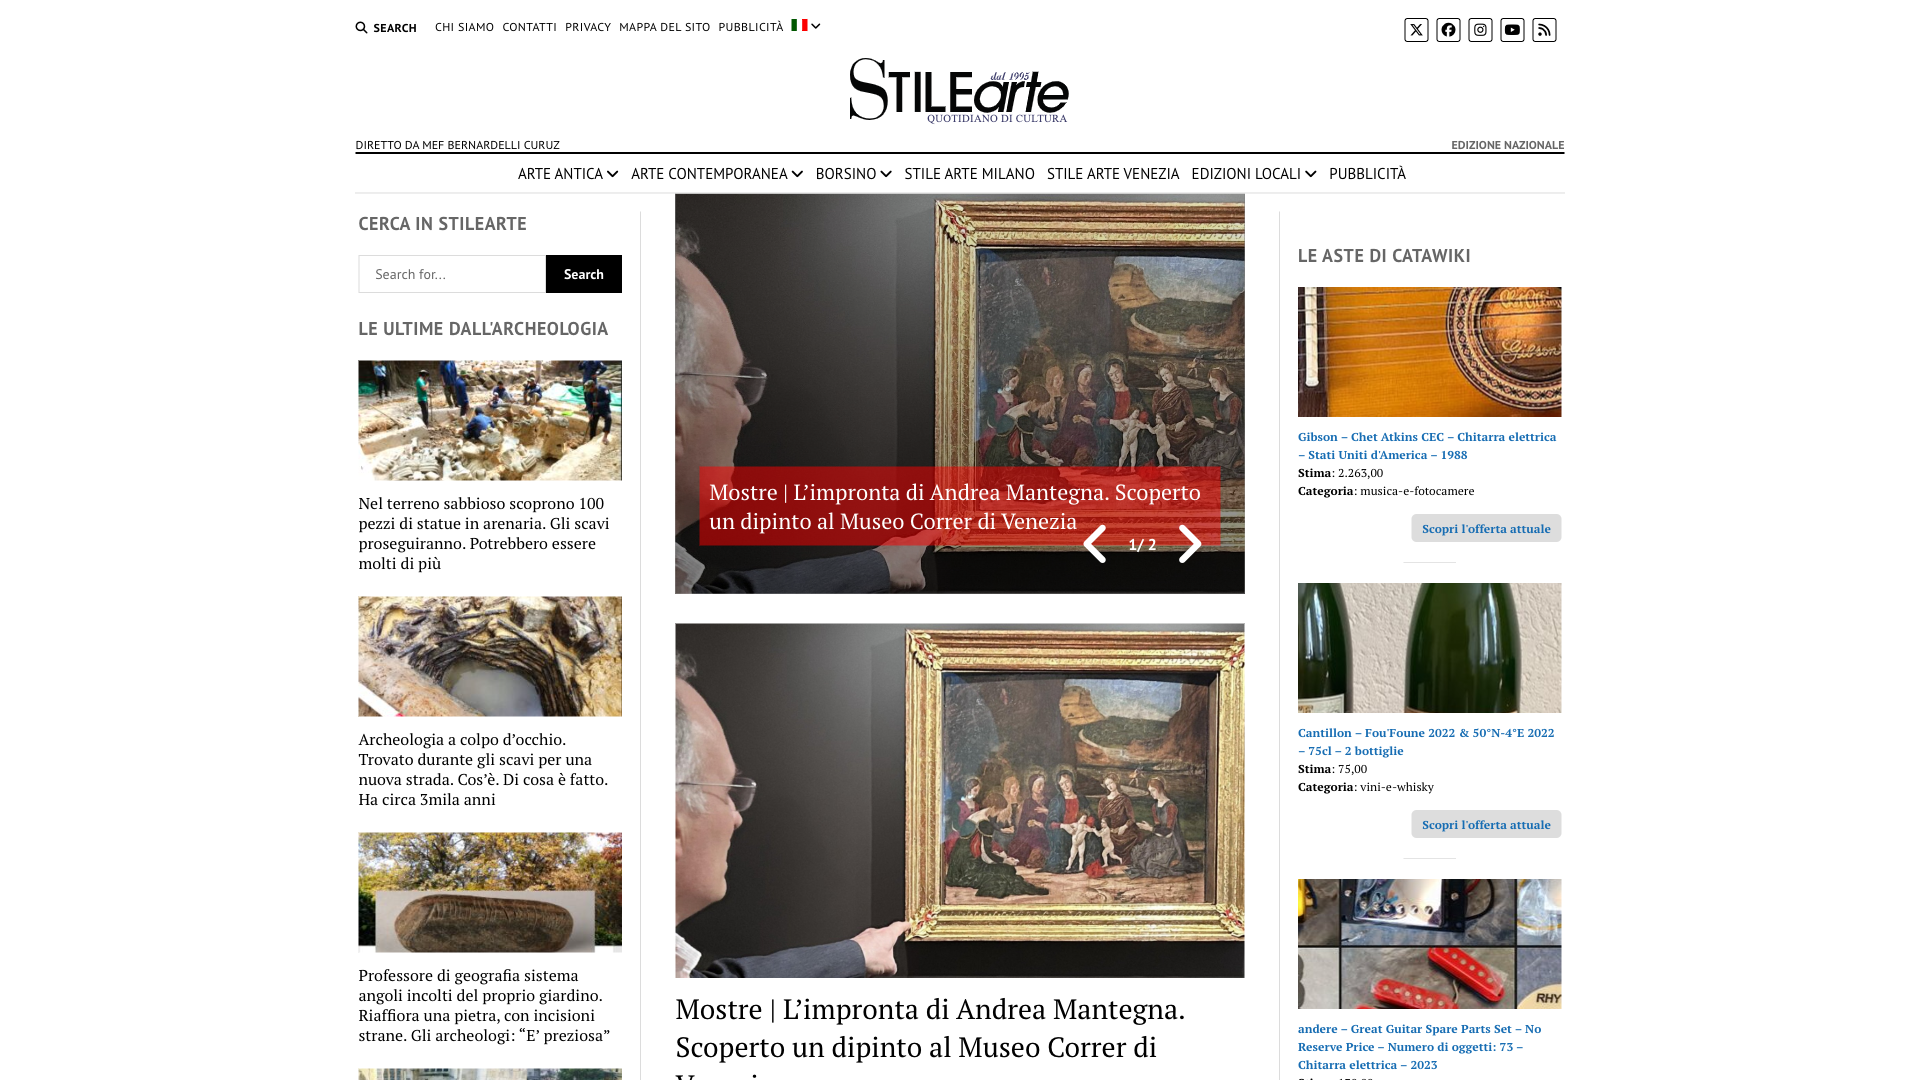 SEARCH
CHI SIAMO CONTATTI PRIVACY MAPPA DEL SITO PUBBLICITÀ
STILEarte
dal 1995
QUOTIDIANO DI CULTURA
DIRETTO DA MEF BERNARDELLI CURUZ
EDIZIONE NAZIONALE
ARTE ANTICA ARTE CONTEMPORANEA BORSINO STILE ARTE MILANO STILE ARTE VENEZIA EDIZIONI LOCALI PUBBLICITÀ
CERCA IN STILEARTE
Search for...
Search
LE ULTIME DALL'ARCHEOLOGIA
Nel terreno sabbioso scoprono 100
pezzi di statue in arenaria. Gli scavi
proseguiranno. Potrebbero essere
molti di più
Archeologia a colpo d’occhio.
Trovato durante gli scavi per una
nuova strada. Cos’è. Di cosa è fatto.
Ha circa 3mila anni
Professore di geografia sistema
angoli incolti del proprio giardino.
Riaffiora una pietra, con incisioni
strane. Gli archeologi: “E’ preziosa”
Mostre | L’impronta di Andrea Mantegna. Scoperto
un dipinto al Museo Correr di Venezia
1/ 2
Mostre | L’impronta di Andrea Mantegna.
Scoperto un dipinto al Museo Correr di
LE ASTE DI CATAWIKI
Chet Atkins
Gibson
Gibson – Chet Atkins CEC – Chitarra elettrica
– Stati Uniti d'America – 1988
Stima: 2.263,00
Categoria: musica-e-fotocamere
Scopri l'offerta attuale
Cantillon – Fou'Foune 2022 & 50°N-4°E 2022
– 75cl – 2 bottiglie
Stima: 75,00
Categoria: vini-e-whisky
Scopri l'offerta attuale
RHY
andere – Great Guitar Spare Parts Set – No
Reserve Price – Numero di oggetti: 73 –
Chitarra elettrica – 2023